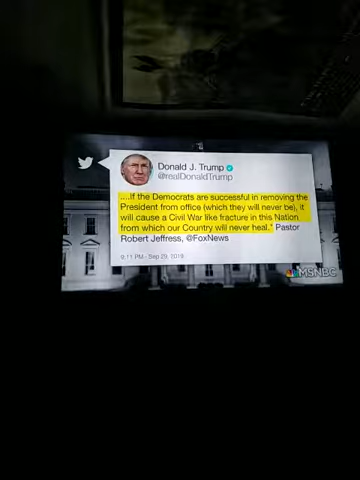 Donald J. Trump
@realDonaldTrump
....If the Democrats are successful in removing the
President from office (which they will never be), it
will cause a Civil War like fracture in this Nation
from which our Country will never heal." Pastor
Robert Jeffress, @FoxNews
9:11 PM - Sep 29, 2019
MSNBC